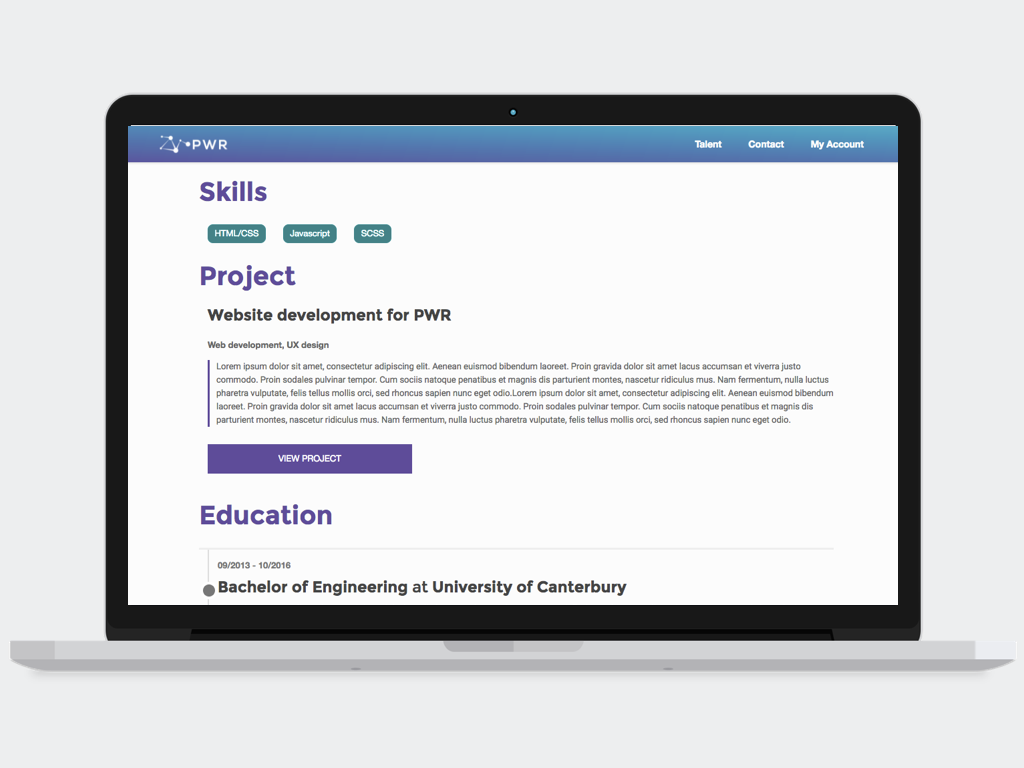 PWR
Talent
Contact
My Account
Skills
HTML/CSS
Javascript
SCSS
Project
Website development for PWR
Web development, UX design
Lorem ipsum dolor sit amet, consectetur adipiscing elit. Aenean euismod bibendum laoreet. Proin gravida dolor sit amet lacus accumsan et viverra justo
commodo. Proin sodales pulvinar tempor. Cum sociis natoque penatibus et magnis dis parturient montes, nascetur ridiculus mus. Nam fermentum, nulla luctus
pharetra vulputate, felis tellus mollis orci, sed rhoncus sapien nunc eget odio.Lorem ipsum dolor sit amet, consectetur adipiscing elit. Aenean euismod bibendum
laoreet. Proin gravida dolor sit amet lacus accumsan et viverra justo commodo. Proin sodales pulvinar tempor. Cum sociis natoque penatibus et magnis dis
parturient montes, nascetur ridiculus mus. Nam fermentum, nulla luctus pharetra vulputate, felis tellus mollis orci, sed rhoncus sapien nunc eget odio.
VIEW PROJECT
Education
09/2013 - 10/2016
Bachelor of Engineering at University of Canterbury